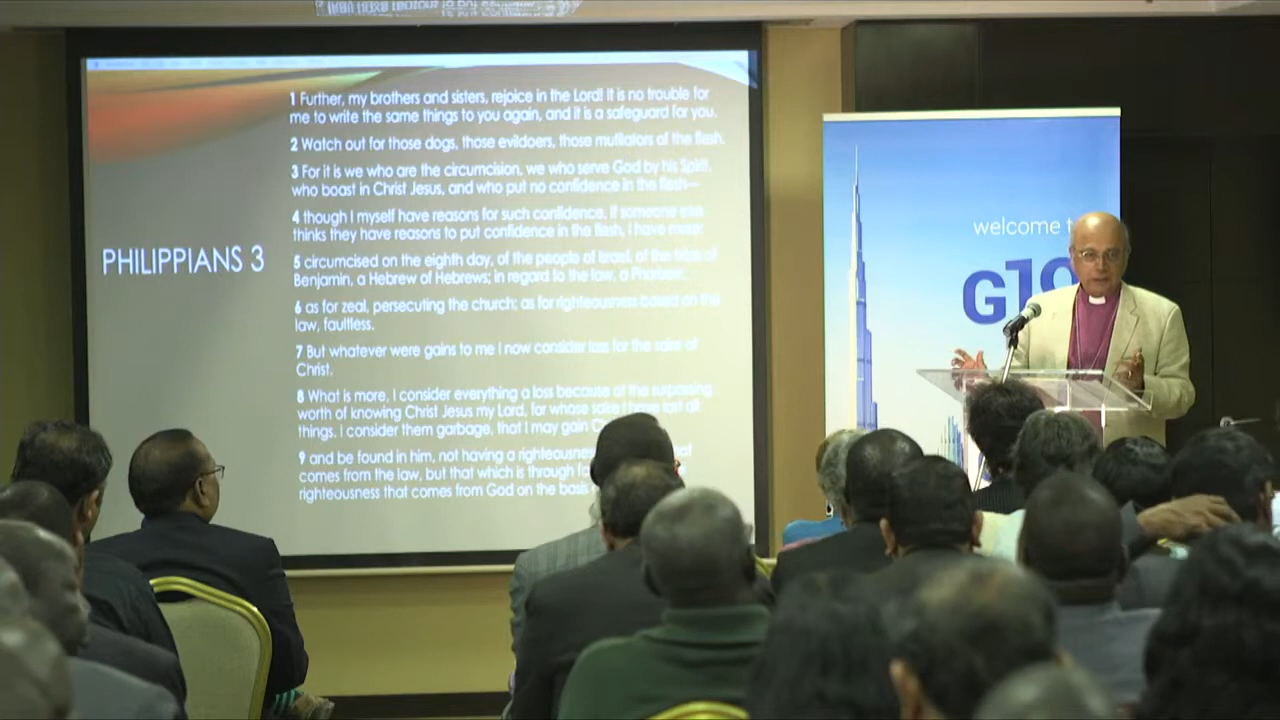 PHILIPPIANS 3
1 Further, my brothers and sisters, rejoice in the Lord! It is no trouble for
me to write the same things to you again, and it is a safeguard for you.
2 Watch out for those dogs, those evildoers, those mutilators of the flesh.
3 For it is we who are the circumcision, we who serve God by his Spirit,
who boast in Christ Jesus, and who put no confidence in the flesh—
4 though I myself have reasons for such confidence. If someone else
thinks they have reasons to put confidence in the flesh, I have more:
5 circumcised on the eighth day, of the people of Israel, of the tribe of
Benjamin, a Hebrew of Hebrews; in regard to the law, a Pharisee;
6 as for zeal, persecuting the church; as for righteousness based on the
law, faultless.
7 But whatever were gains to me I now consider loss for the sake of
Christ.
8 What is more, I consider everything a loss because of the surpassing
worth of knowing Christ Jesus my Lord, for whose sake I have lost all
things. I consider them garbage, that I may gain
9 and be found in him, not having a righteousness
comes from the law, but that which is through
righteousness that comes from God on the basis
welcome
G19